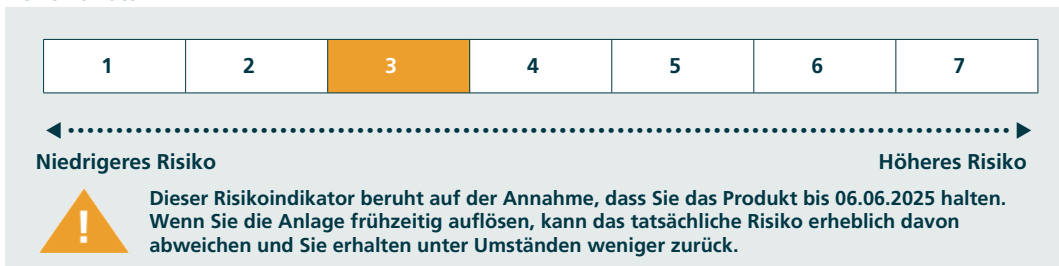 1 2 3 4 5 6 7
Niedrigeres Risiko Höheres Risiko
Dieser Risikoindikator beruht auf der Annahme, dass Sie das Produkt bis 06.06.2025 halten.
Wenn Sie die Anlage frühzeitig auflösen, kann das tatsächliche Risiko erheblich davon
abweichen und Sie erhalten unter Umständen weniger zurück.